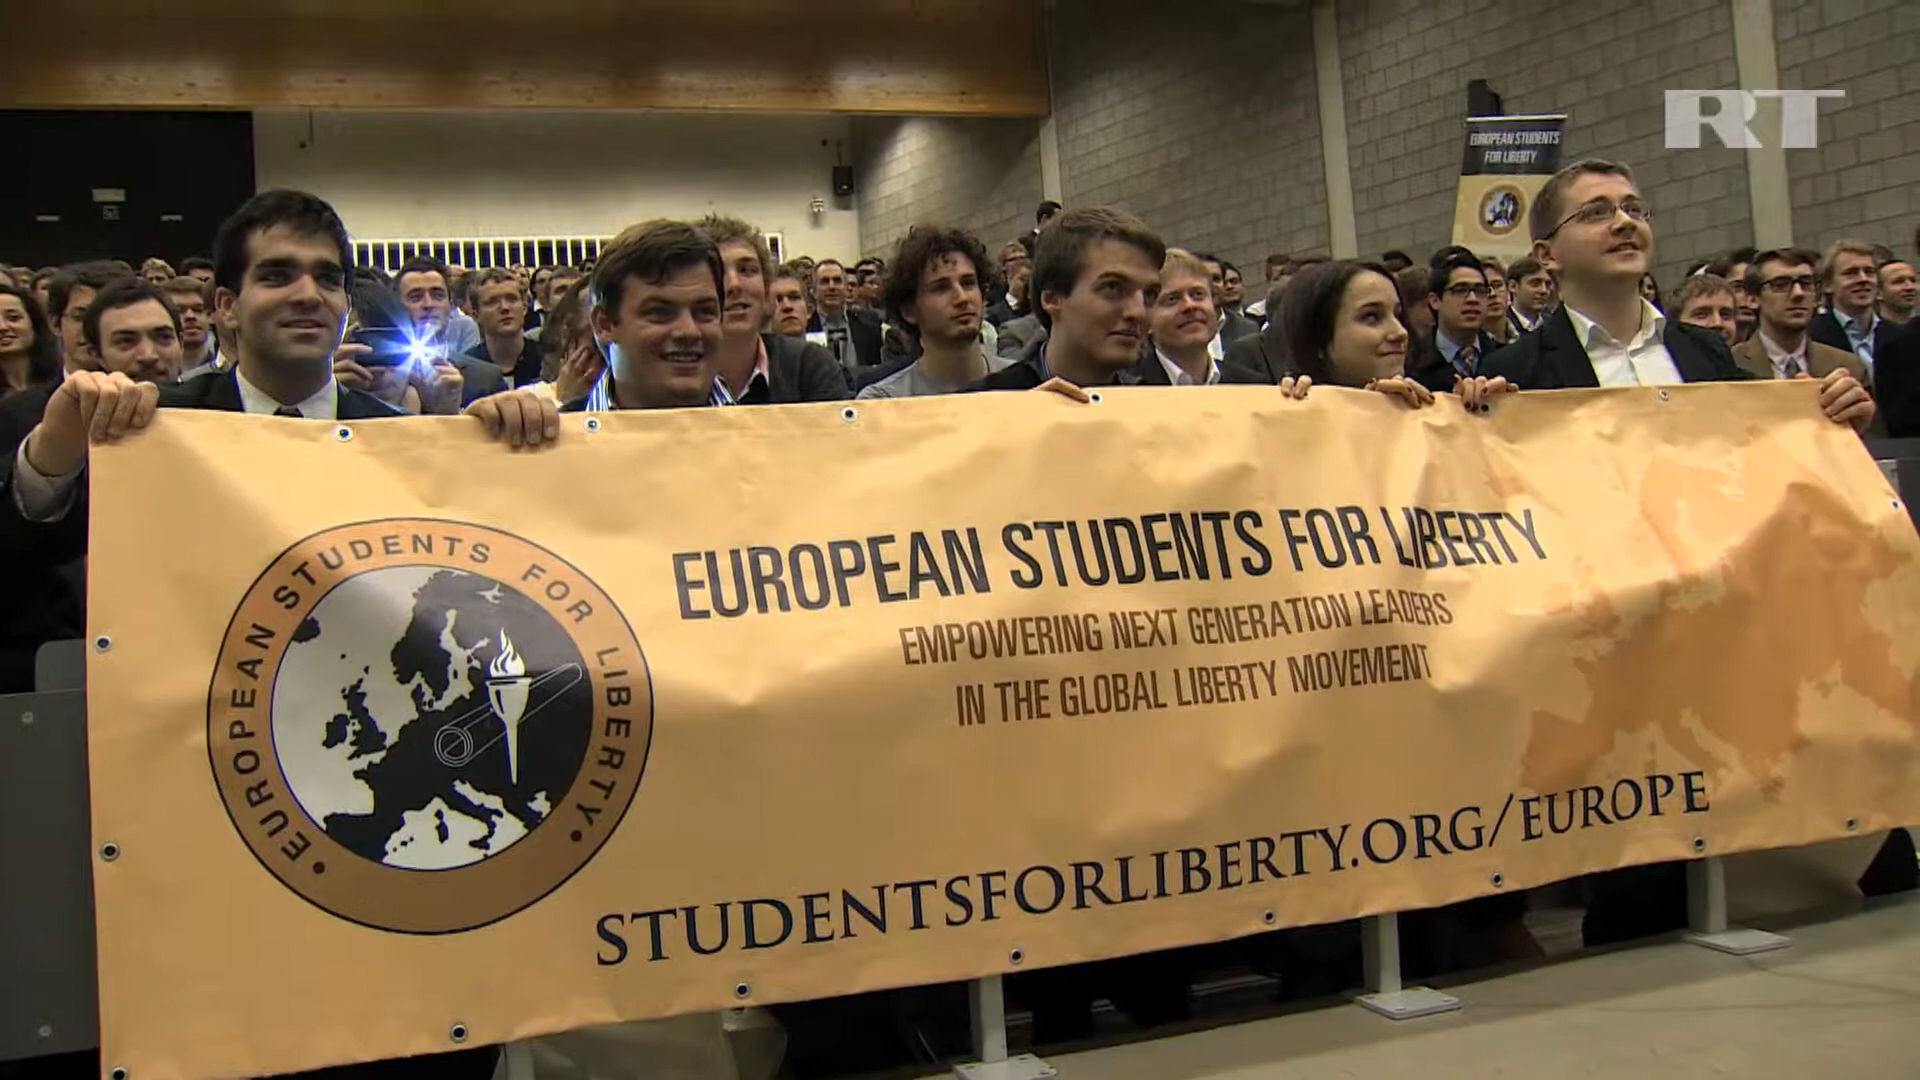 RT
EUROPEAN STUDENTS
FOR LIBERTY
EUROPEAN STUDENTS FOR LIBERTY
EUROPEAN STUDENTS FOR LIBERTY
EMPOWERING NEXT GENERATION LEADERS
IN THE GLOBAL LIBERTY MOVEMENT
STUDENTSFORLIBERTY.ORG/EUROPE